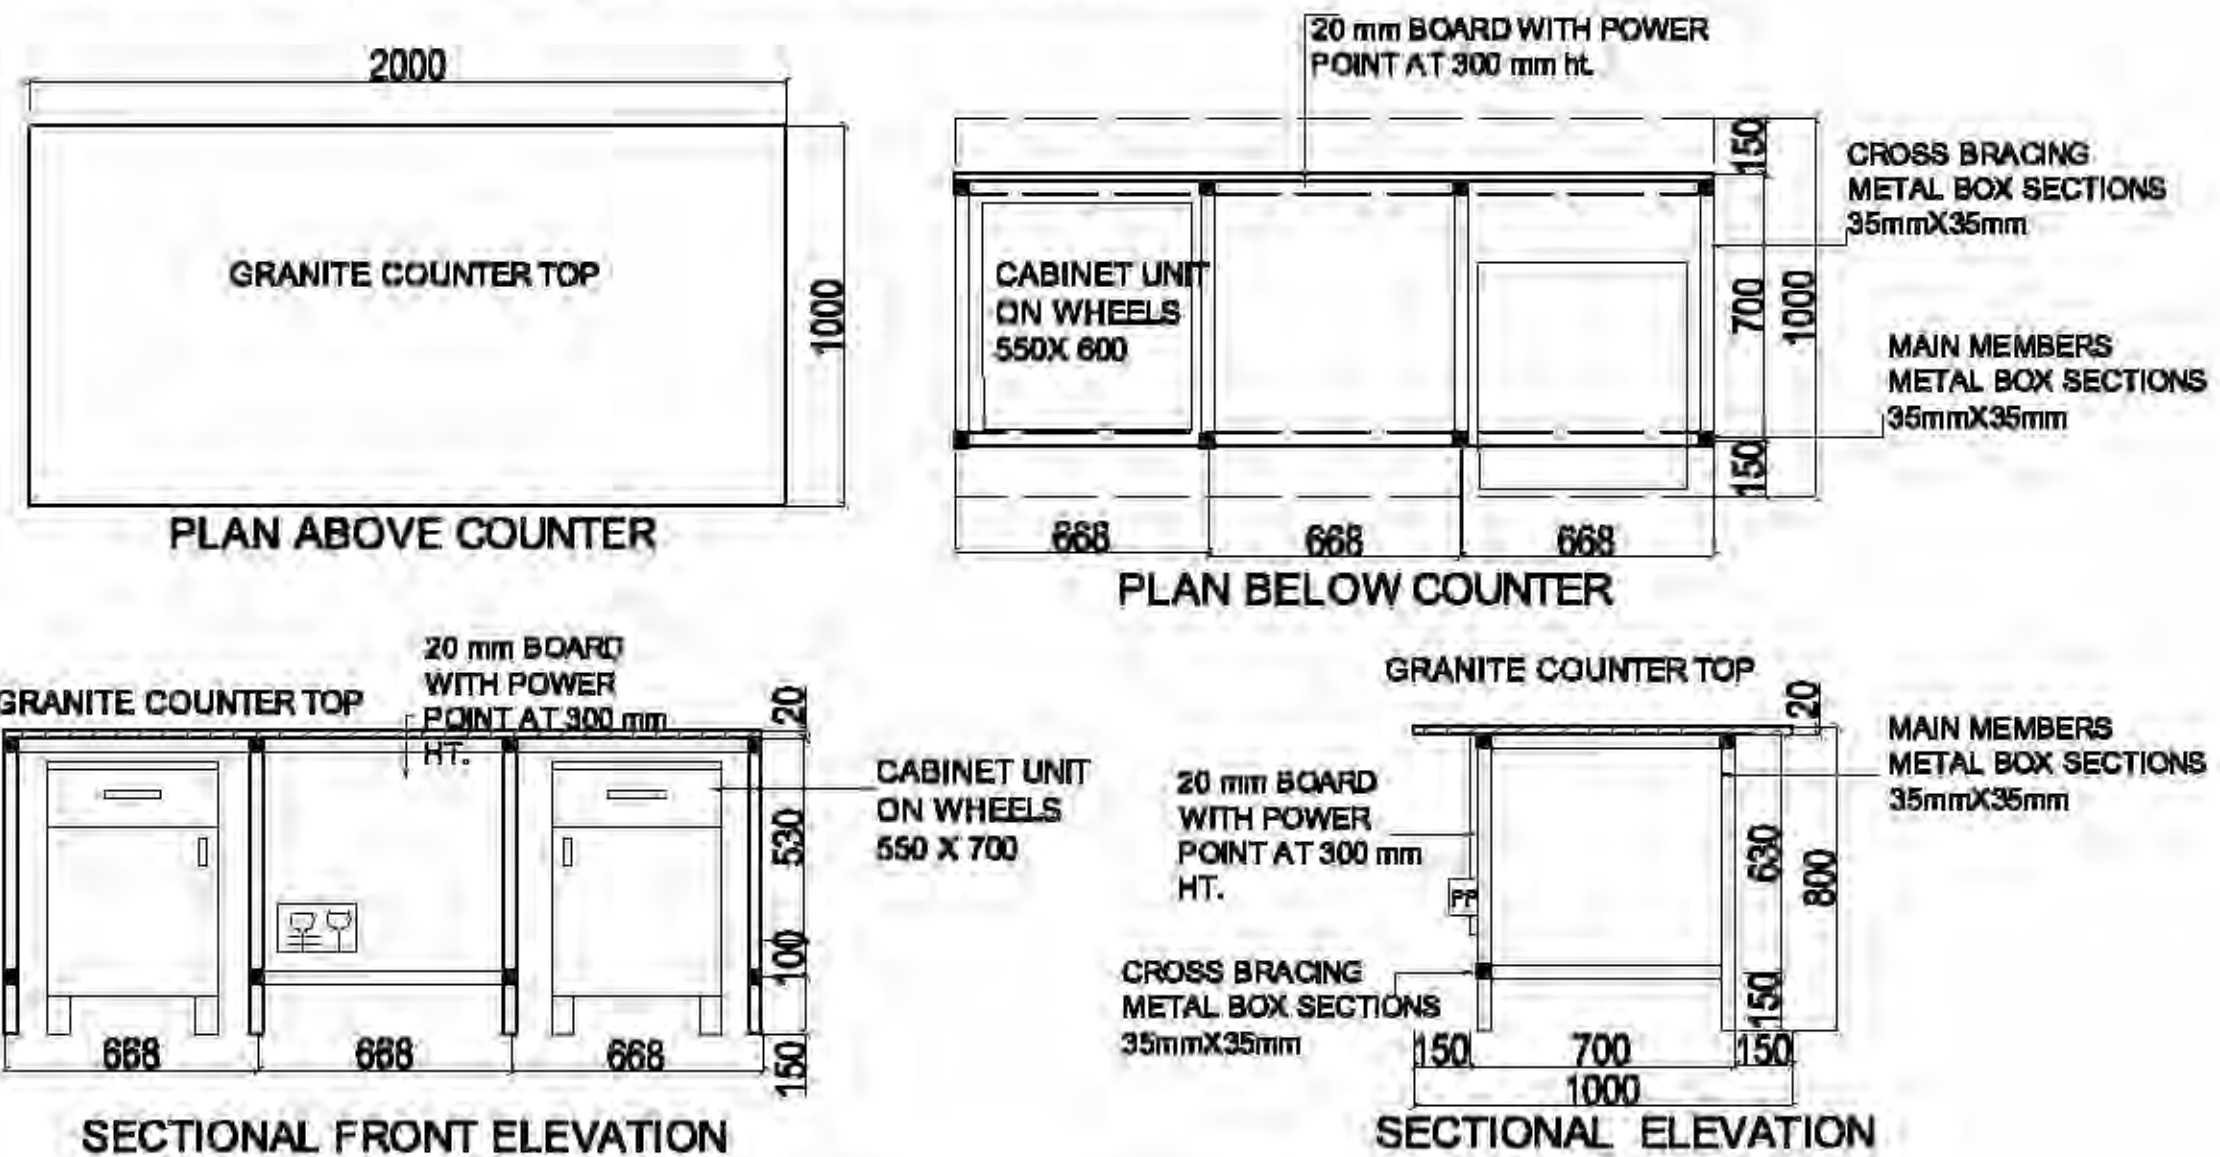 2000
GRANITE COUNTER TOP
1000
PLAN ABOVE COUNTER
20 mm BOARD WITH POWER
POINT AT 300 mm ht.
150
CROSS BRACING
METAL BOX SECTIONS
35mmX35mm
CABINET UNIT
ON WHEELS
550X 600
700
1000
MAIN MEMBERS
METAL BOX SECTIONS
35mmX35mm
150
668
668
668
PLAN BELOW COUNTER
20 mm BOARD
WITH POWER
POINT AT 300 mm
HT.
GRANITE COUNTER TOP
20
CABINET UNIT
ON WHEELS
550 X 700
530
100
150
668
668
668
SECTIONAL FRONT ELEVATION
GRANITE COUNTER TOP
20
MAIN MEMBERS
METAL BOX SECTIONS
35mmX35mm
20 mm BOARD
WITH POWER
POINT AT 300 mm
HT.
PP
630
800
CROSS BRACING
METAL BOX SECTIONS
35mmX35mm
150
150
700
150
1000
SECTIONAL ELEVATION